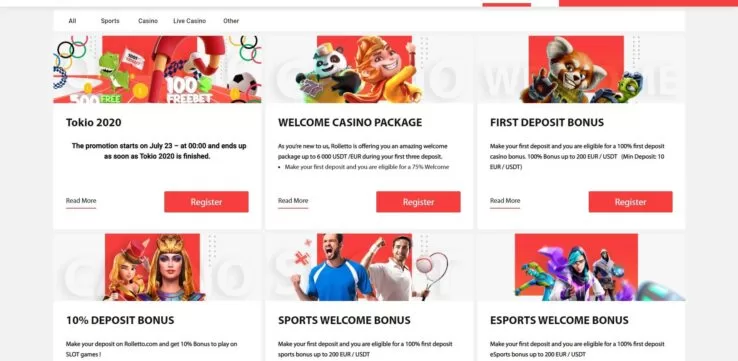 All Sports Casino Live Casino Other
500 FREE
100
FREEBET
CASINO
WELCOME
Tokio 2020
The promotion starts on July 23 – at 00:00 and ends up
as soon as Tokio 2020 is finished.
Read More
Register
WELCOME CASINO PACKAGE
As you're new to us, Rolletto is offering you an amazing welcome
package up to 6 000 USDT /EUR during your first three deposit.
• Make your first deposit and you are eligible for a 75% Welcome
Read More
Register
FIRST DEPOSIT BONUS
Make your first deposit and you are eligible for a 100% first deposit
casino bonus. 100% Bonus up to 200 EUR / USDT (Min Deposit: 10
EUR / USDT)
Read More
Register
10% DEPOSIT BONUS
Make your deposit on Rolletto.com and get 10% Bonus to play on
SLOT games !
SPORTS WELCOME BONUS
Make your first deposit and you are eligible for a 100% first deposit
sports bonus up to 200 EUR / USDT
ESPORTS WELCOME BONUS
Make your first deposit and you are eligible for a 100% first deposit
eSports bonus up to 200 EUR / USDT